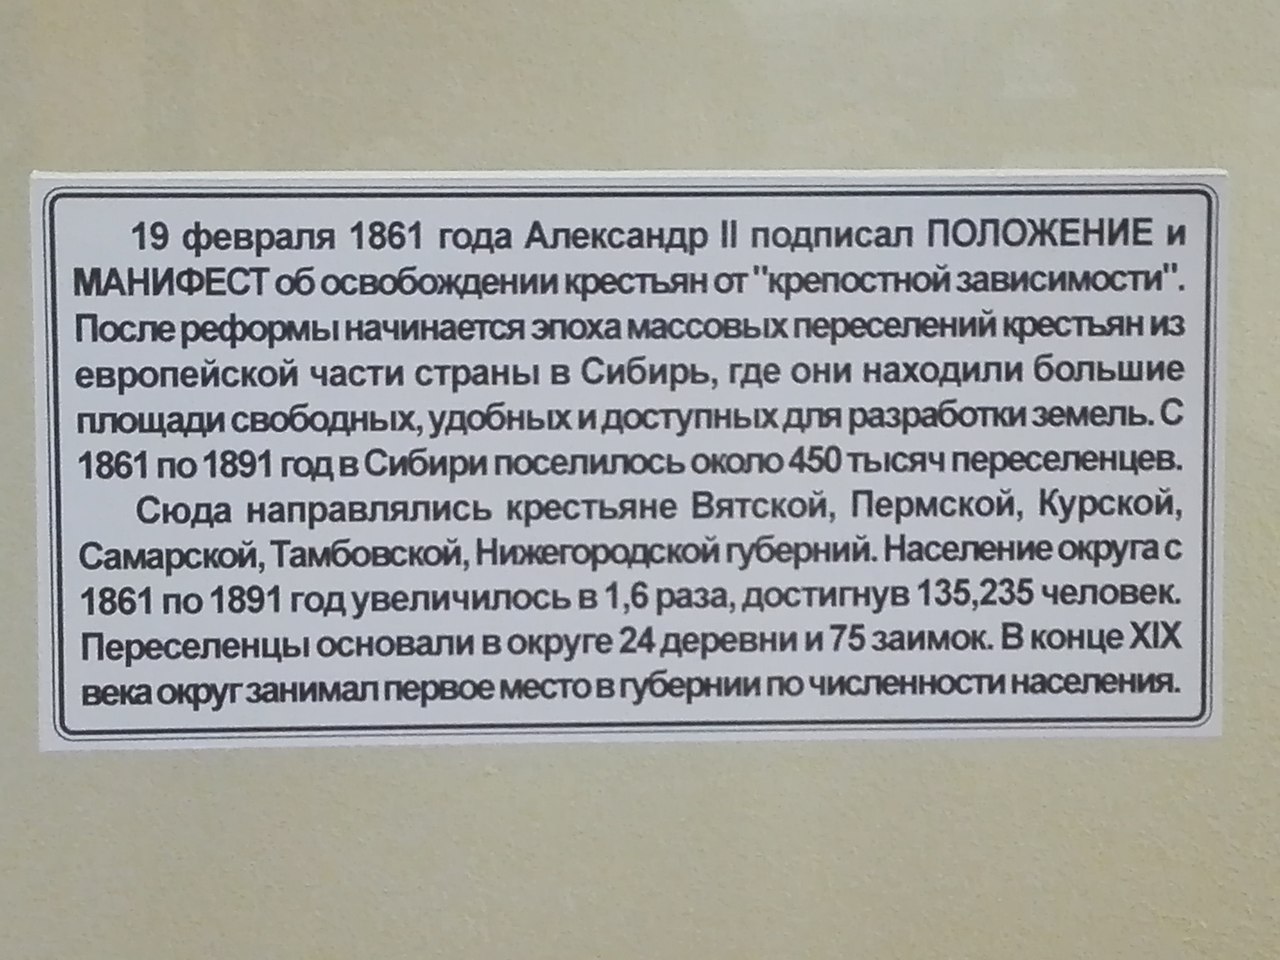 19 февраля 1861 года Александр II подписал ПОЛОЖЕНИЕ и
МАНИФЕСТ об освобождении крестьян от "крепостной зависимости".
После реформы начинается эпоха массовых переселений крестьян из
европейской части страны в Сибирь, где они находили большие
площади свободных, удобных и доступных для разработки земель. С
1861 по 1891 год в Сибири поселилось около 450 тысяч переселенцев.
Сюда направлялись крестьяне Вятской, Пермской, Курской,
Самарской, Тамбовской, Нижегородской губерний. Население округа с
1861 по 1891 год увеличилось в 1,6 раза, достигнув 135,235 человек.
Переселенцы основали в округе 24 деревни и 75 заимок. В конце XIX
века округ занимал первое место в губернии по численности населения.